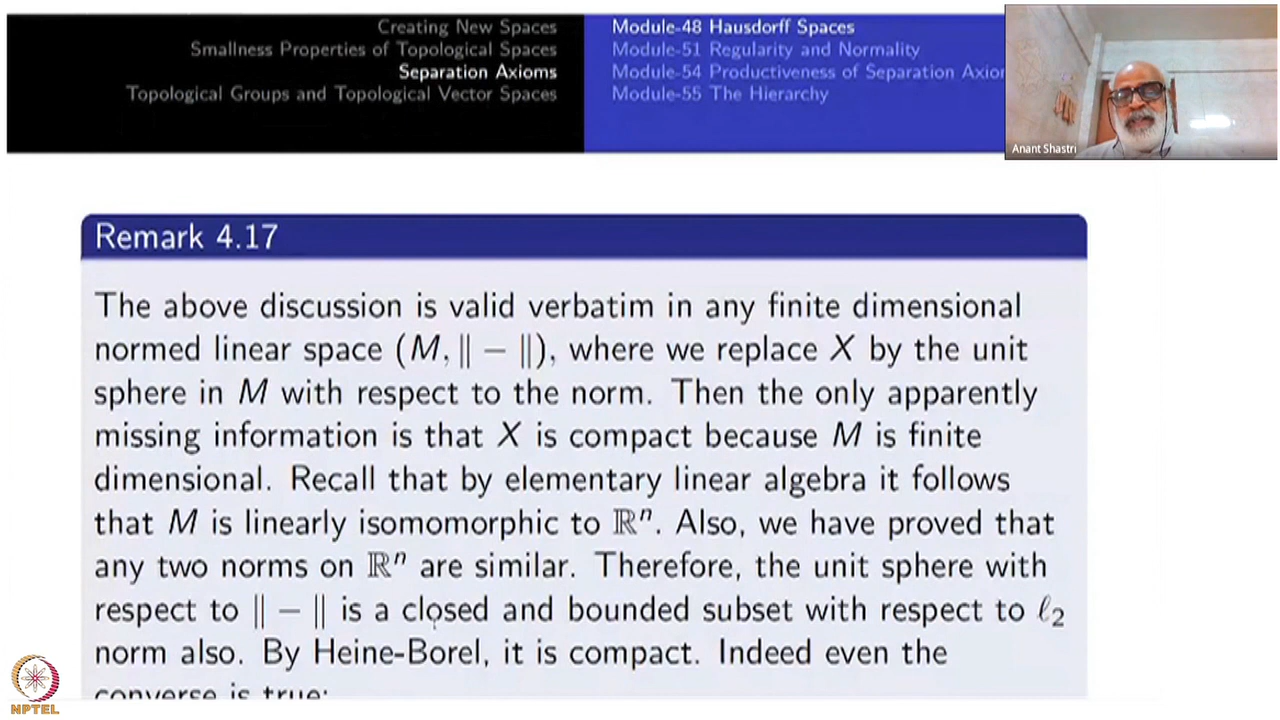 Creating New Spaces
Smallness Properties of Topological Spaces
Separation Axioms
Topological Groups and Topological Vector Spaces
Module-48 Hausdorff Spaces
Module-51 Regularity and Normality
Module-54 Productiveness of Separation Axior
Module-55 The Hierarchy
Anant Shastri
Remark 4.17
The above discussion is valid verbatim in any finite dimensional
normed linear space (M, ‖ − ‖), where we replace X by the unit
sphere in M with respect to the norm. Then the only apparently
missing information is that X is compact because M is finite
dimensional. Recall that by elementary linear algebra it follows
that M is linearly isomomorphic to ℝⁿ. Also, we have proved that
any two norms on ℝⁿ are similar. Therefore, the unit sphere with
respect to ‖ − ‖ is a closed and bounded subset with respect to ℓ₂
norm also. By Heine-Borel, it is compact. Indeed even the
converse is true:
NPTEL